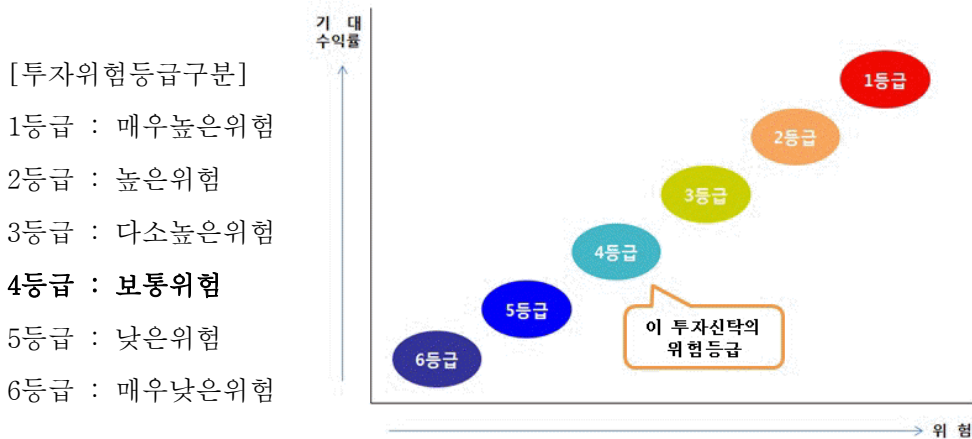 [투자위험등급구분]
1등급 : 매우높은위험
2등급 : 높은위험
3등급 : 다소높은위험
4등급 : 보통위험
5등급 : 낮은위험
6등급 : 매우낮은위험
기 대
수익률
1등급
2등급
3등급
4등급
5등급
6등급
이 투자신탁의
위험등급
위 험